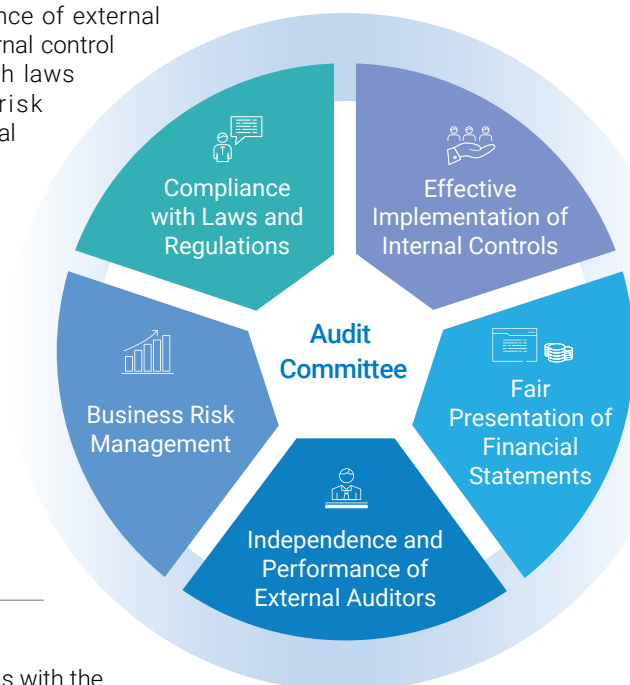 nce of external
rnal control
h laws
risk
al
Compliance
with Laws and
Regulations
Effective
Implementation of
Internal Controls
Audit
Committee
Fair
Presentation of
Financial
Statements
Business Risk
Management
Independence and
Performance of
External Auditors
s with the